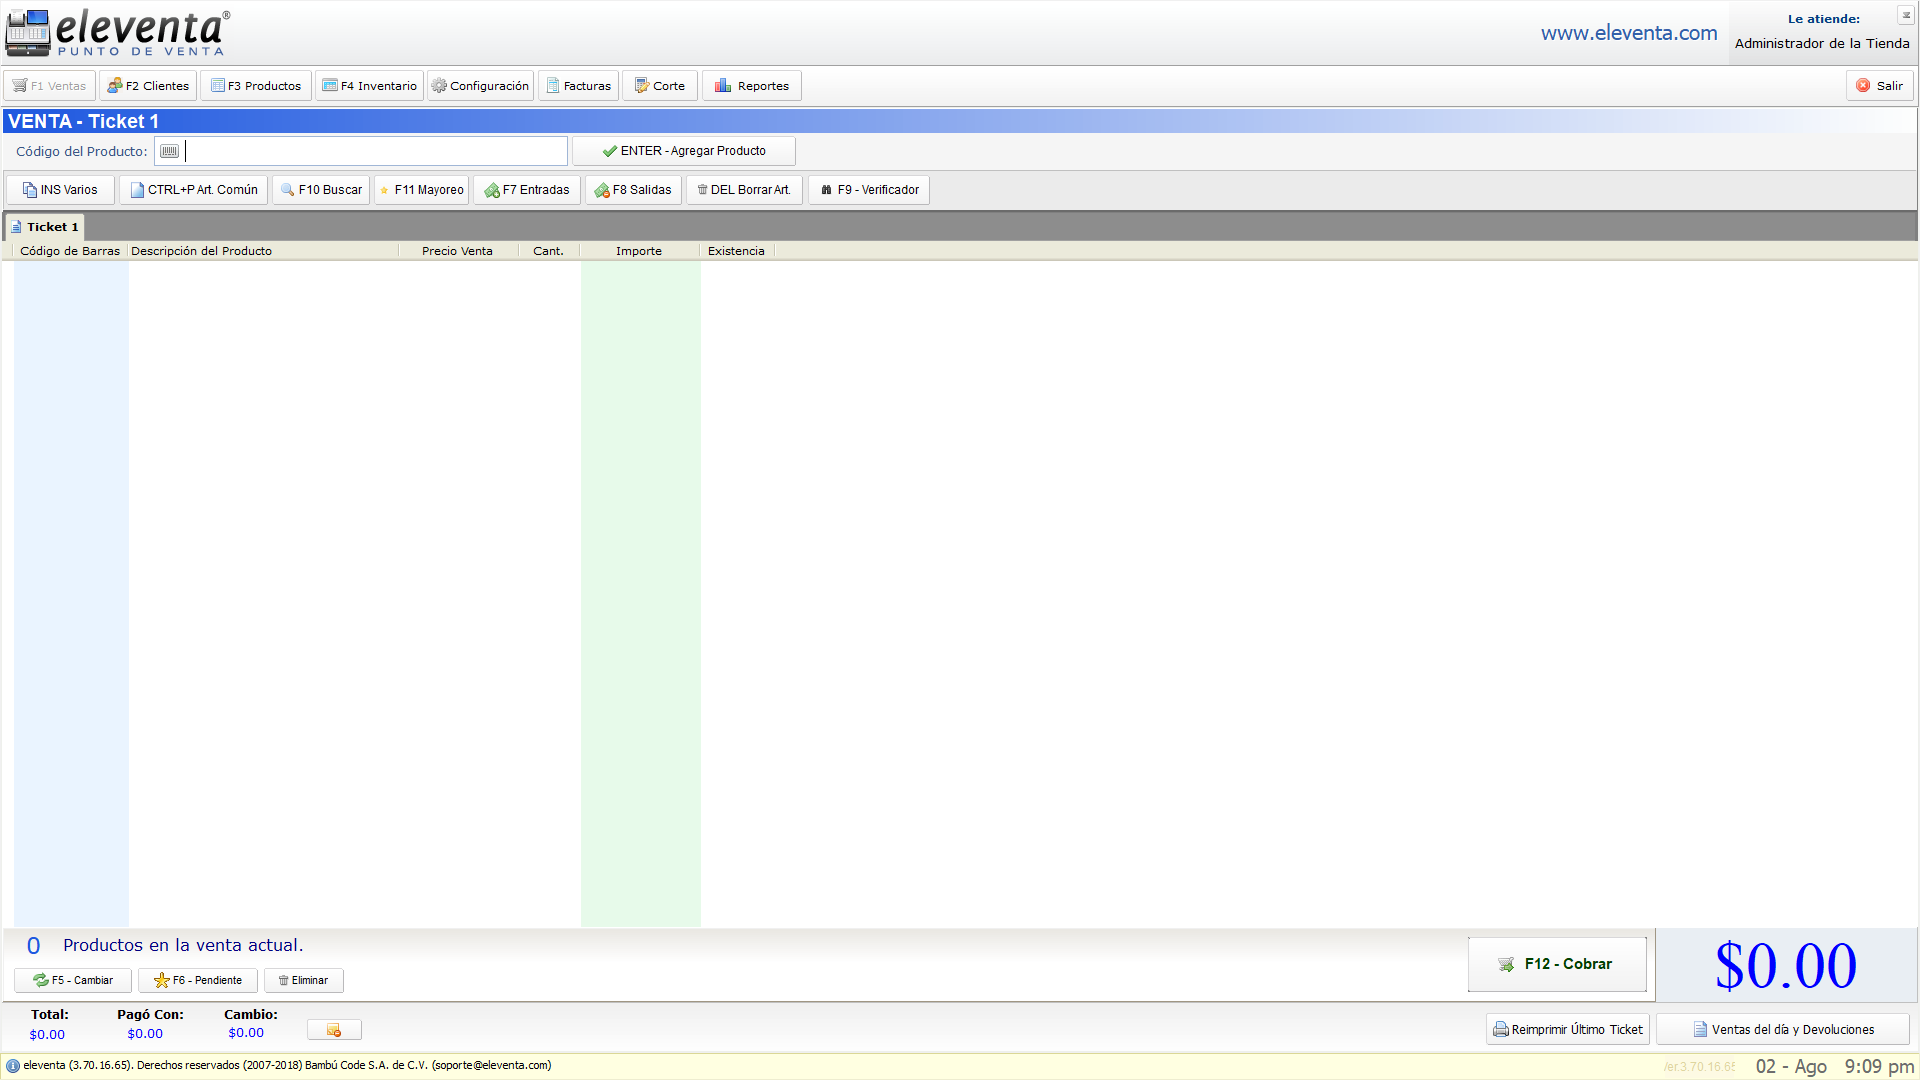 eleventa®
PUNTO DE VENTA
www.eleventa.com
Le atiende:
Administrador de la Tienda
F1 Ventas
F2 Clientes
F3 Productos
F4 Inventario
Configuración
Facturas
Corte
Reportes
Salir
VENTA - Ticket 1
Código del Producto:
ENTER - Agregar Producto
INS Varios
CTRL+P Art. Común
F10 Buscar
F11 Mayoreo
F7 Entradas
F8 Salidas
DEL Borrar Art.
F9 - Verificador
Ticket 1
Código de Barras
Descripción del Producto
Precio Venta
Cant.
Importe
Existencia
0 Productos en la venta actual.
F5 - Cambiar
F6 - Pendiente
Eliminar
F12 - Cobrar
$0.00
Total:
$0.00
Pagó Con:
$0.00
Cambio:
$0.00
Reimprimir Último Ticket
Ventas del día y Devoluciones
eleventa (3.70.16.65). Derechos reservados (2007-2018) Bambú Code S.A. de C.V. (soporte@eleventa.com)
02 - Ago
9:09 pm